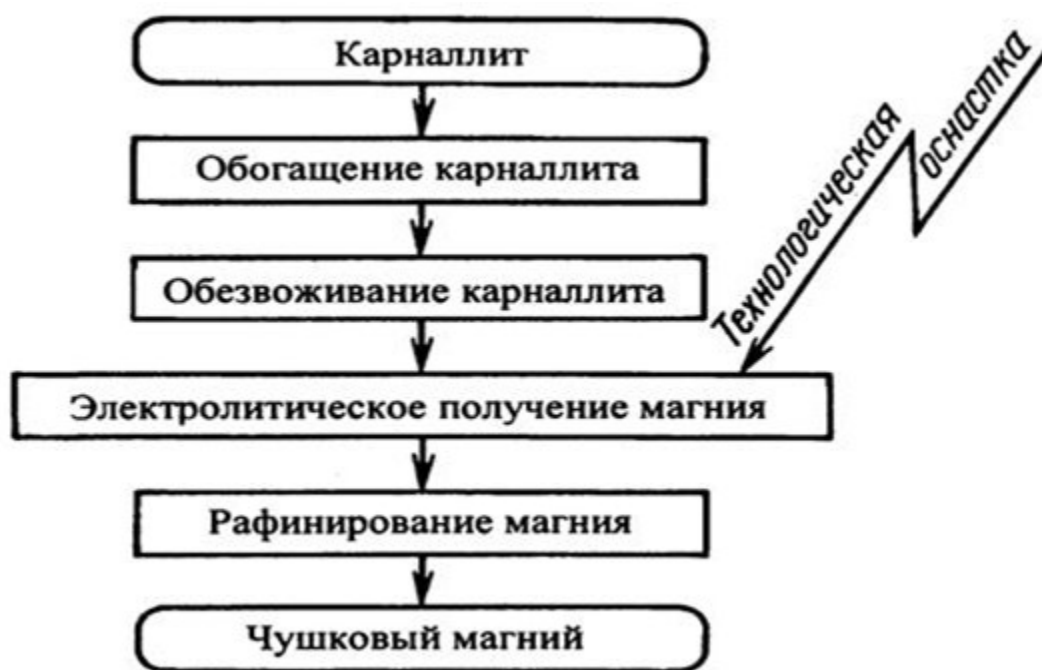 Карналлит
Обогащение карналлита
Обезвоживание карналлита
Технологическая
оснастка
Электролитическое получение магния
Рафинирование магния
Чушковый магний